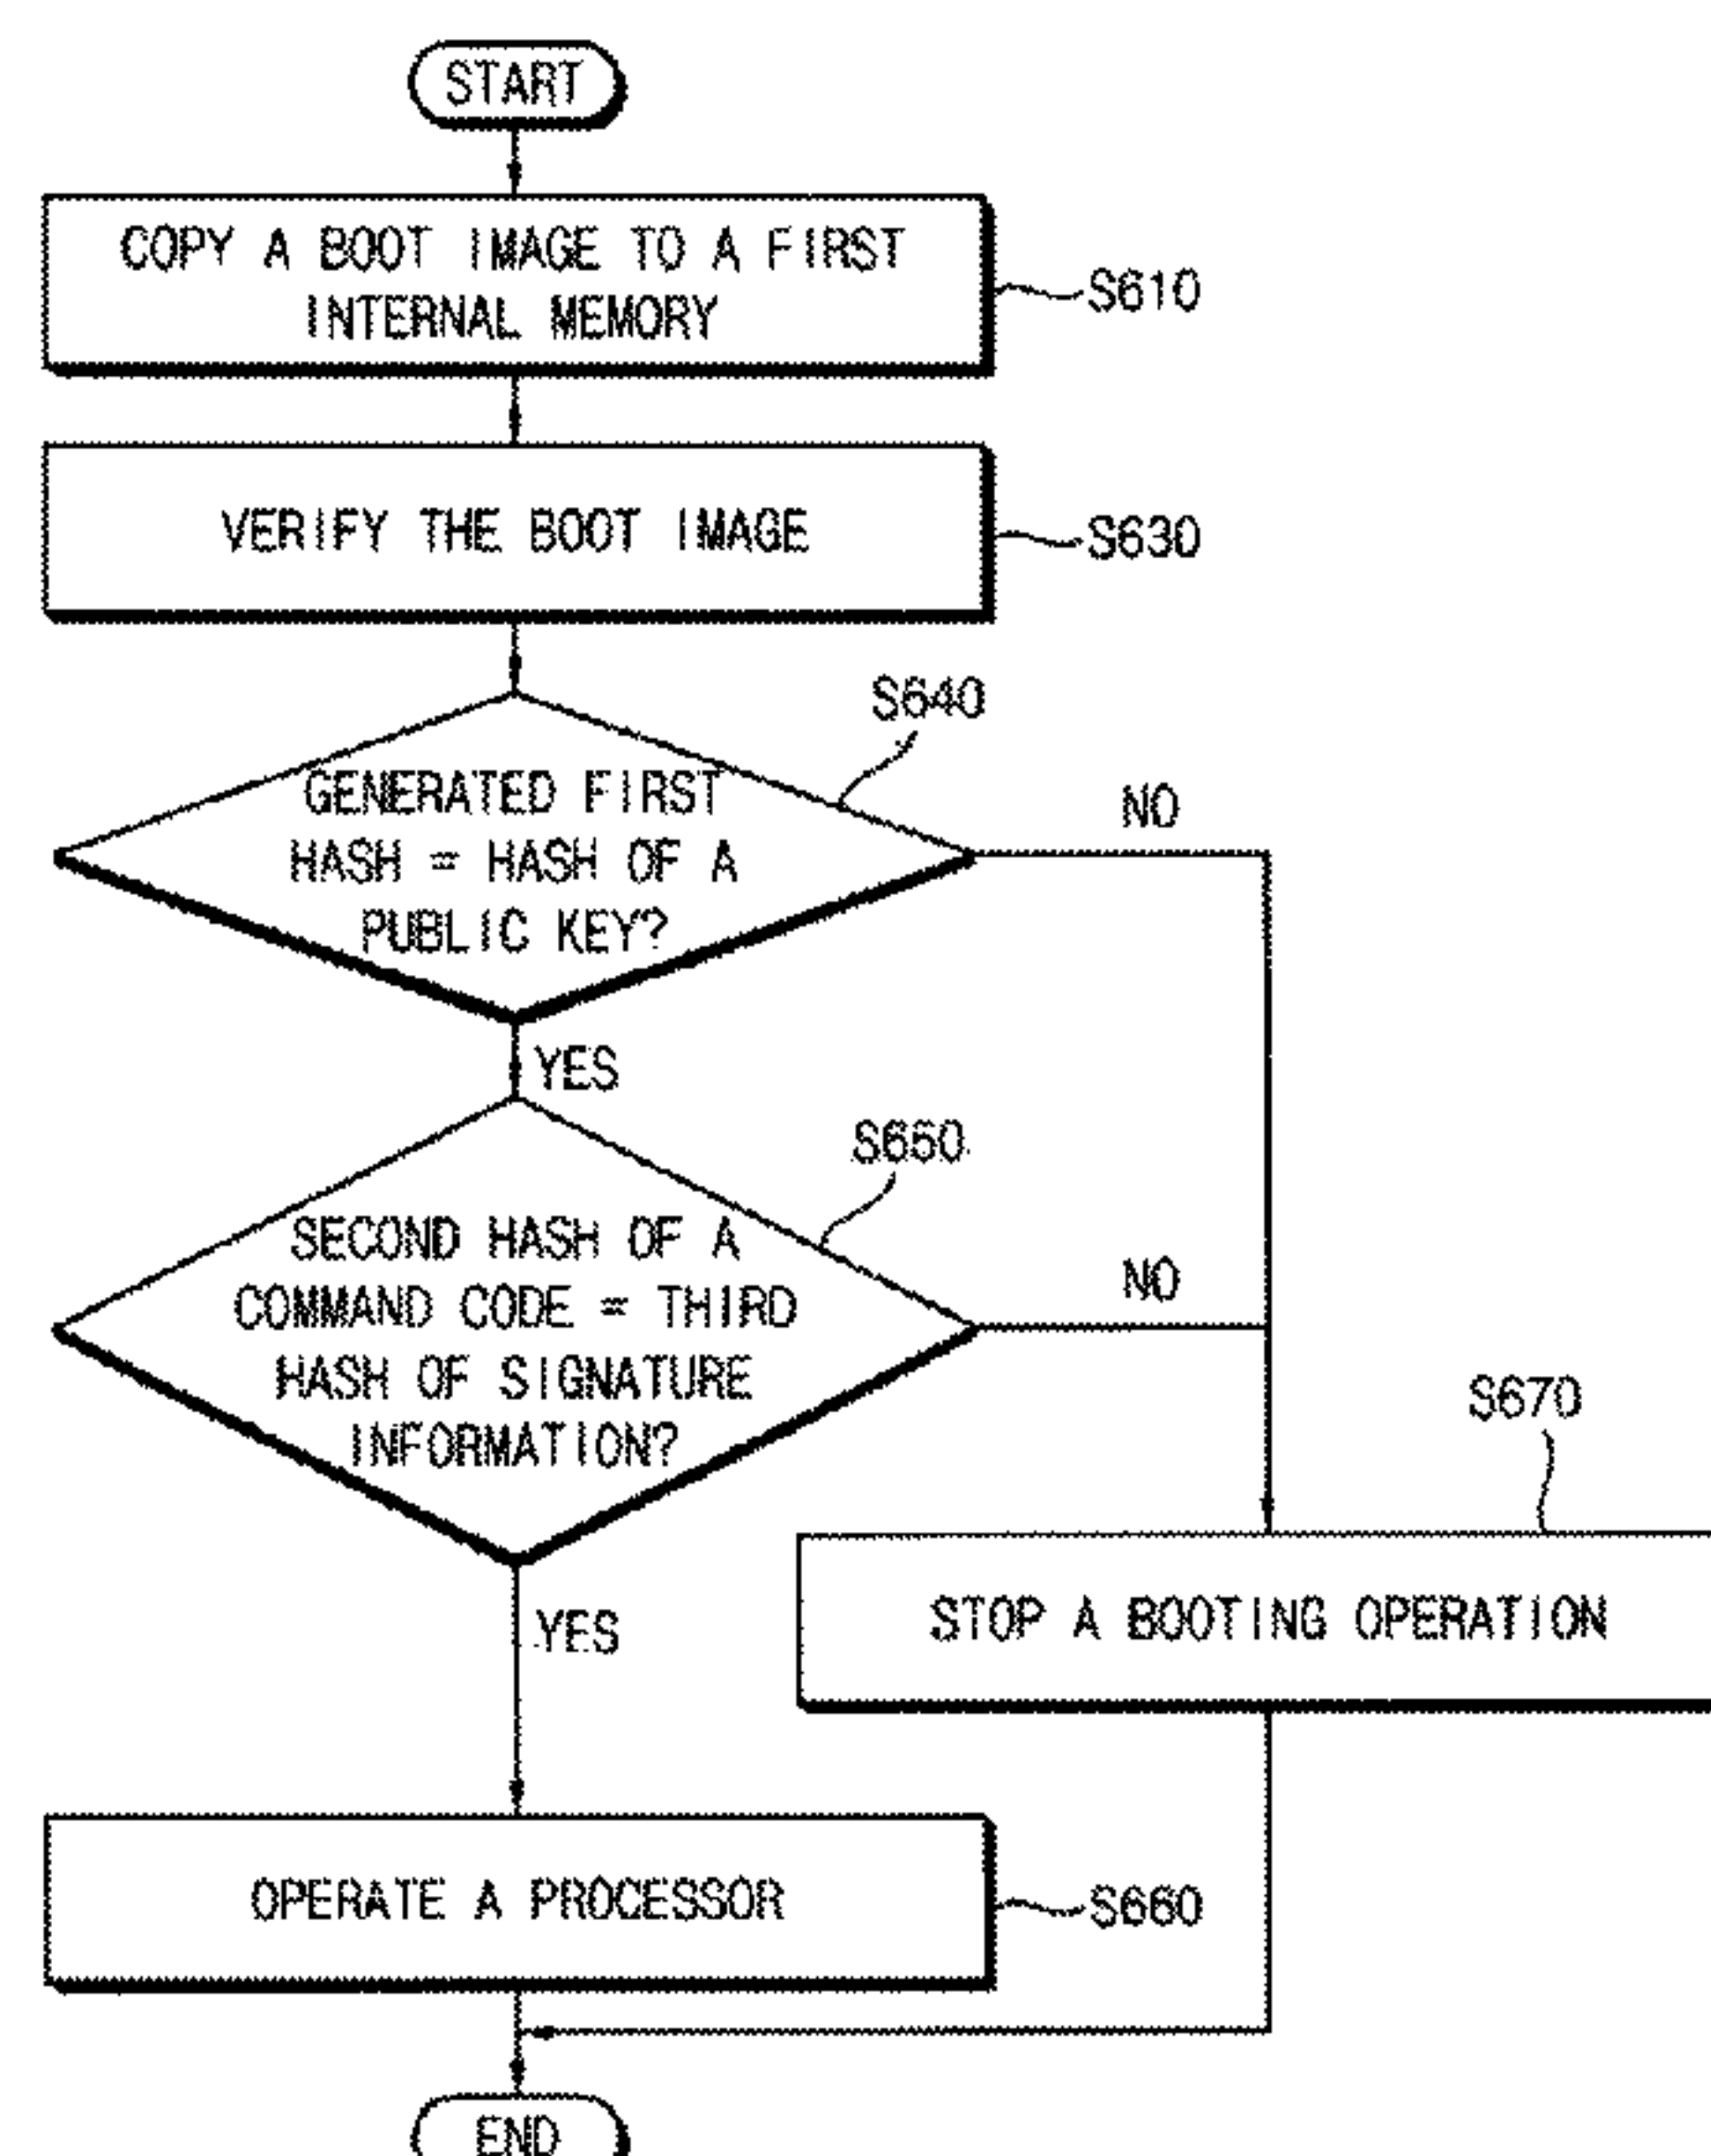 START
COPY A BOOT IMAGE TO A FIRST
INTERNAL MEMORY
S610
VERIFY THE BOOT IMAGE
S630
S640
GENERATED FIRST
HASH = HASH OF A
PUBLIC KEY?
NO
YES
S650
SECOND HASH OF A
COMMAND CODE = THIRD
HASH OF SIGNATURE
INFORMATION?
NO
S670
YES
STOP A BOOTING OPERATION
OPERATE A PROCESSOR
S660
END